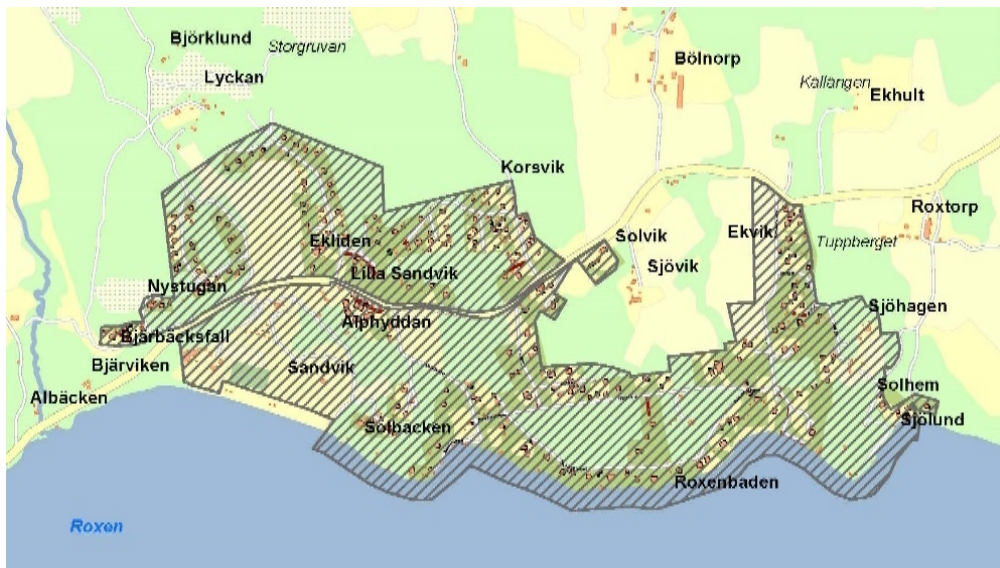 Björklund
Storgruvan
Lyckan
Bölnorp
Källängen
Ekhult
Korsvik
Roxtorp
Solvik
Ekvik
Tuppberget
Ekliden
Lilla Sandvik
Sjövik
Nystugan
Sjöhagen
Alphyddan
Bjärbäcksfall
Bjärviken
Sandvik
Albäcken
Solhem
Sjölund
Solbacken
Roxenbaden
Roxen